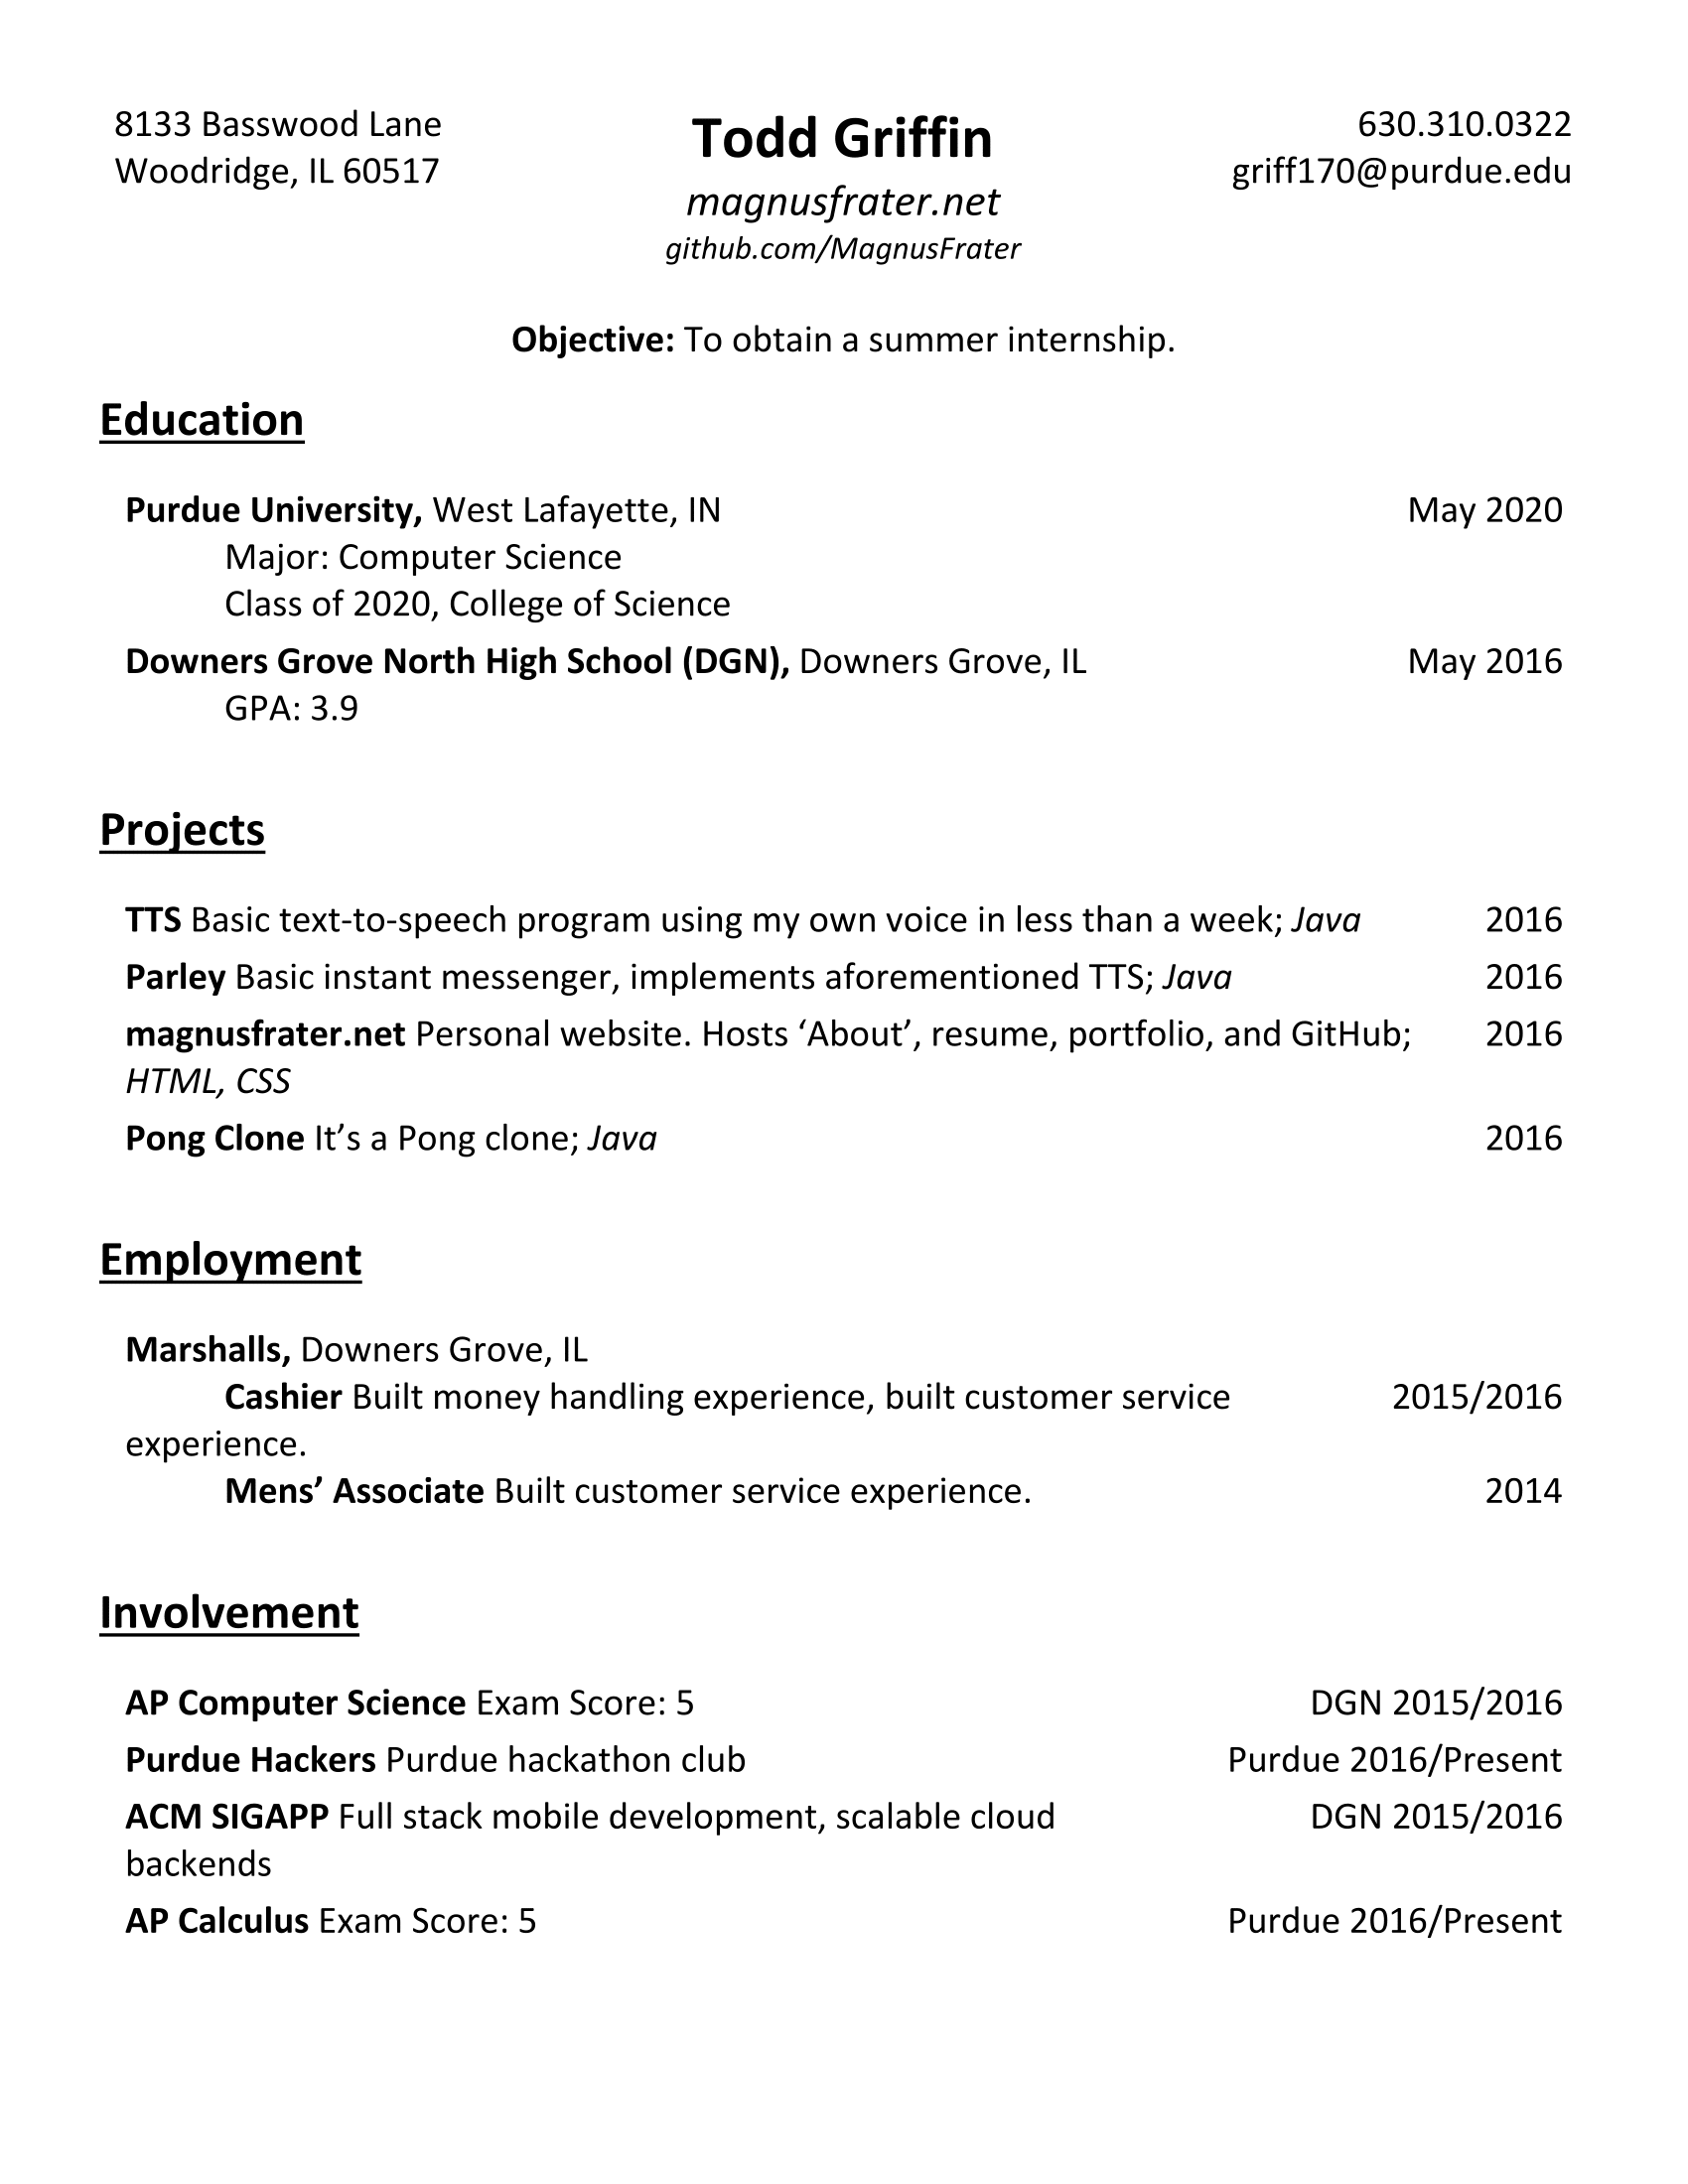 8133 Basswood Lane
Woodridge, IL 60517
Todd Griffin
magnusfrater.net
github.com/MagnusFrater
630.310.0322
griff170@purdue.edu
Objective: To obtain a summer internship.
Education
Purdue University, West Lafayette, IN May 2020
Major: Computer Science
Class of 2020, College of Science
Downers Grove North High School (DGN), Downers Grove, IL May 2016
GPA: 3.9
Projects
TTS Basic text-to-speech program using my own voice in less than a week; Java 2016
Parley Basic instant messenger, implements aforementioned TTS; Java 2016
magnusfrater.net Personal website. Hosts ‘About’, resume, portfolio, and GitHub; 2016
HTML, CSS
Pong Clone It’s a Pong clone; Java 2016
Employment
Marshalls, Downers Grove, IL
Cashier Built money handling experience, built customer service 2015/2016
experience.
Mens’ Associate Built customer service experience. 2014
Involvement
AP Computer Science Exam Score: 5 DGN 2015/2016
Purdue Hackers Purdue hackathon club Purdue 2016/Present
ACM SIGAPP Full stack mobile development, scalable cloud DGN 2015/2016
backends
AP Calculus Exam Score: 5 Purdue 2016/Present